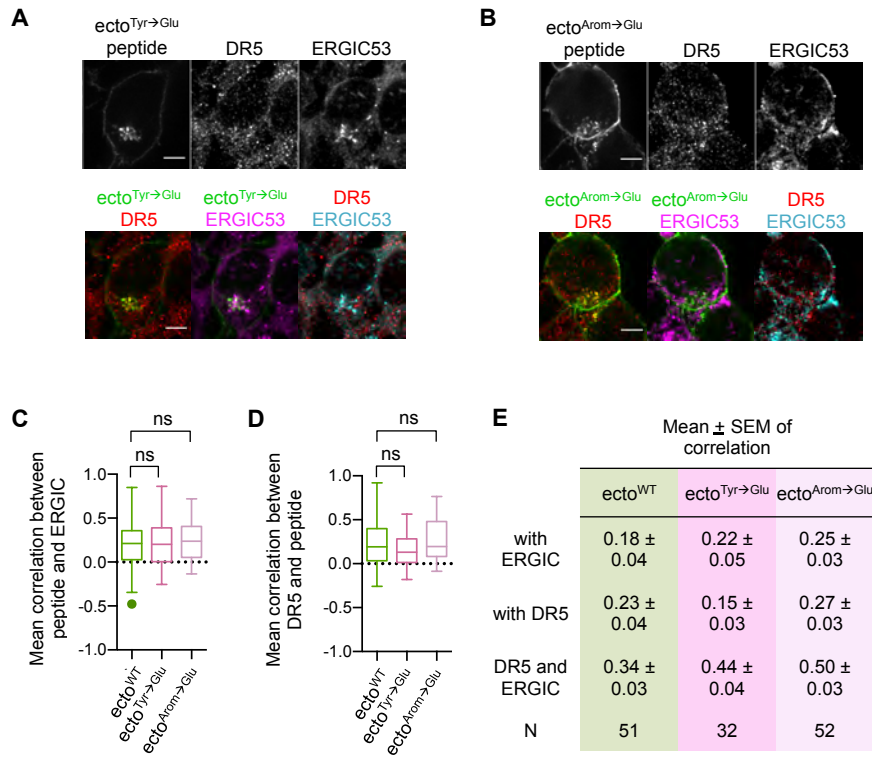 A
ecto^Tyr→Glu
peptide DR5 ERGIC53
ecto^Tyr→Glu ecto^Tyr→Glu DR5
DR5 ERGIC53 ERGIC53
B
ecto^Arom→Glu
peptide DR5 ERGIC53
ecto^Arom→Glu ecto^Arom→Glu DR5
DR5 ERGIC53 ERGIC53
C
ns
ns
Mean correlation between
peptide and ERGIC
1.0
0.5
0.0
-0.5
-1.0
ecto^WT
ecto^Tyr→Glu
ecto^Arom→Glu
D
ns
ns
Mean correlation between
DR5 and peptide
1.0
0.5
0.0
-0.5
-1.0
ecto^WT
ecto^Tyr→Glu
ecto^Arom→Glu
E
Mean ± SEM of
correlation
ecto^WT ecto^Tyr→Glu ecto^Arom→Glu
with
ERGIC
0.18 ± 0.22 ± 0.25 ±
0.04 0.05 0.03
with DR5
0.23 ± 0.15 ± 0.27 ±
0.04 0.03 0.03
DR5 and
ERGIC
0.34 ± 0.44 ± 0.50 ±
0.03 0.04 0.03
N 51 32 52